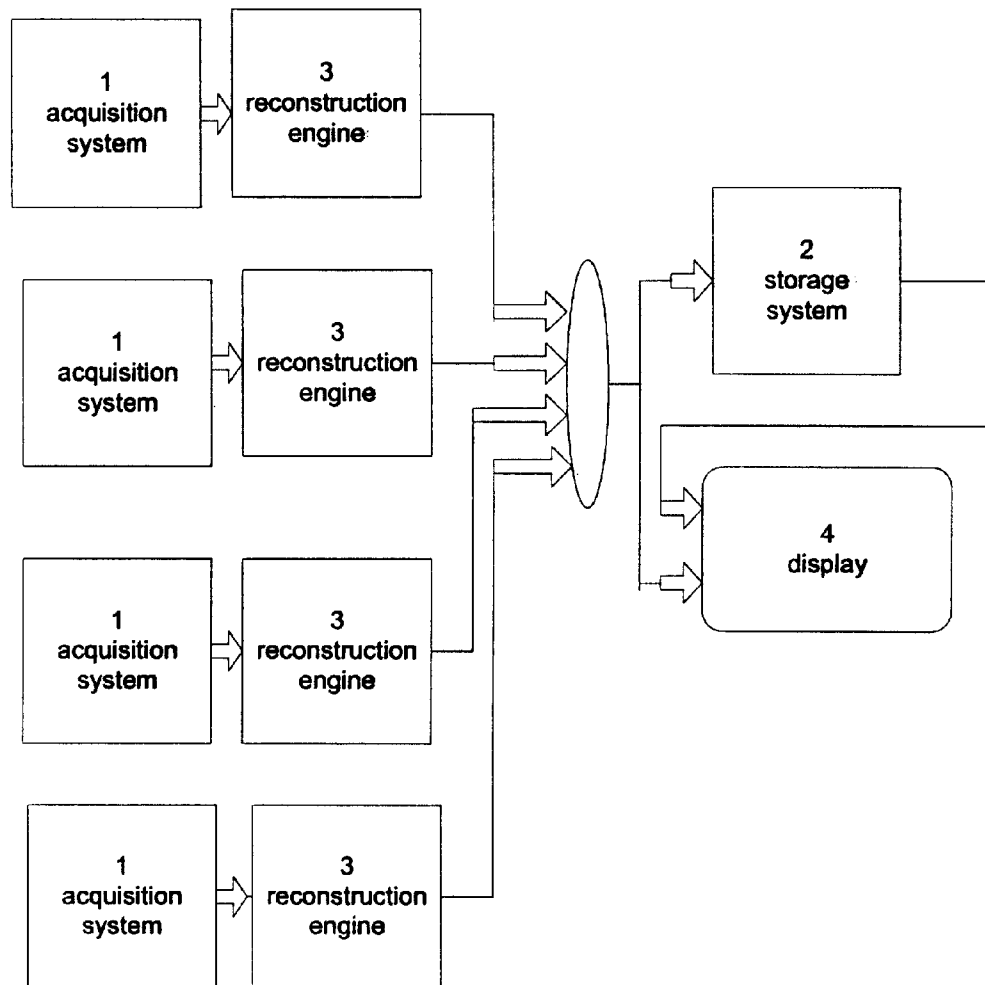 1
acquisition
system
3
reconstruction
engine
1
acquisition
system
3
reconstruction
engine
2
storage
system
1
acquisition
system
3
reconstruction
engine
4
display
1
acquisition
system
3
reconstruction
engine